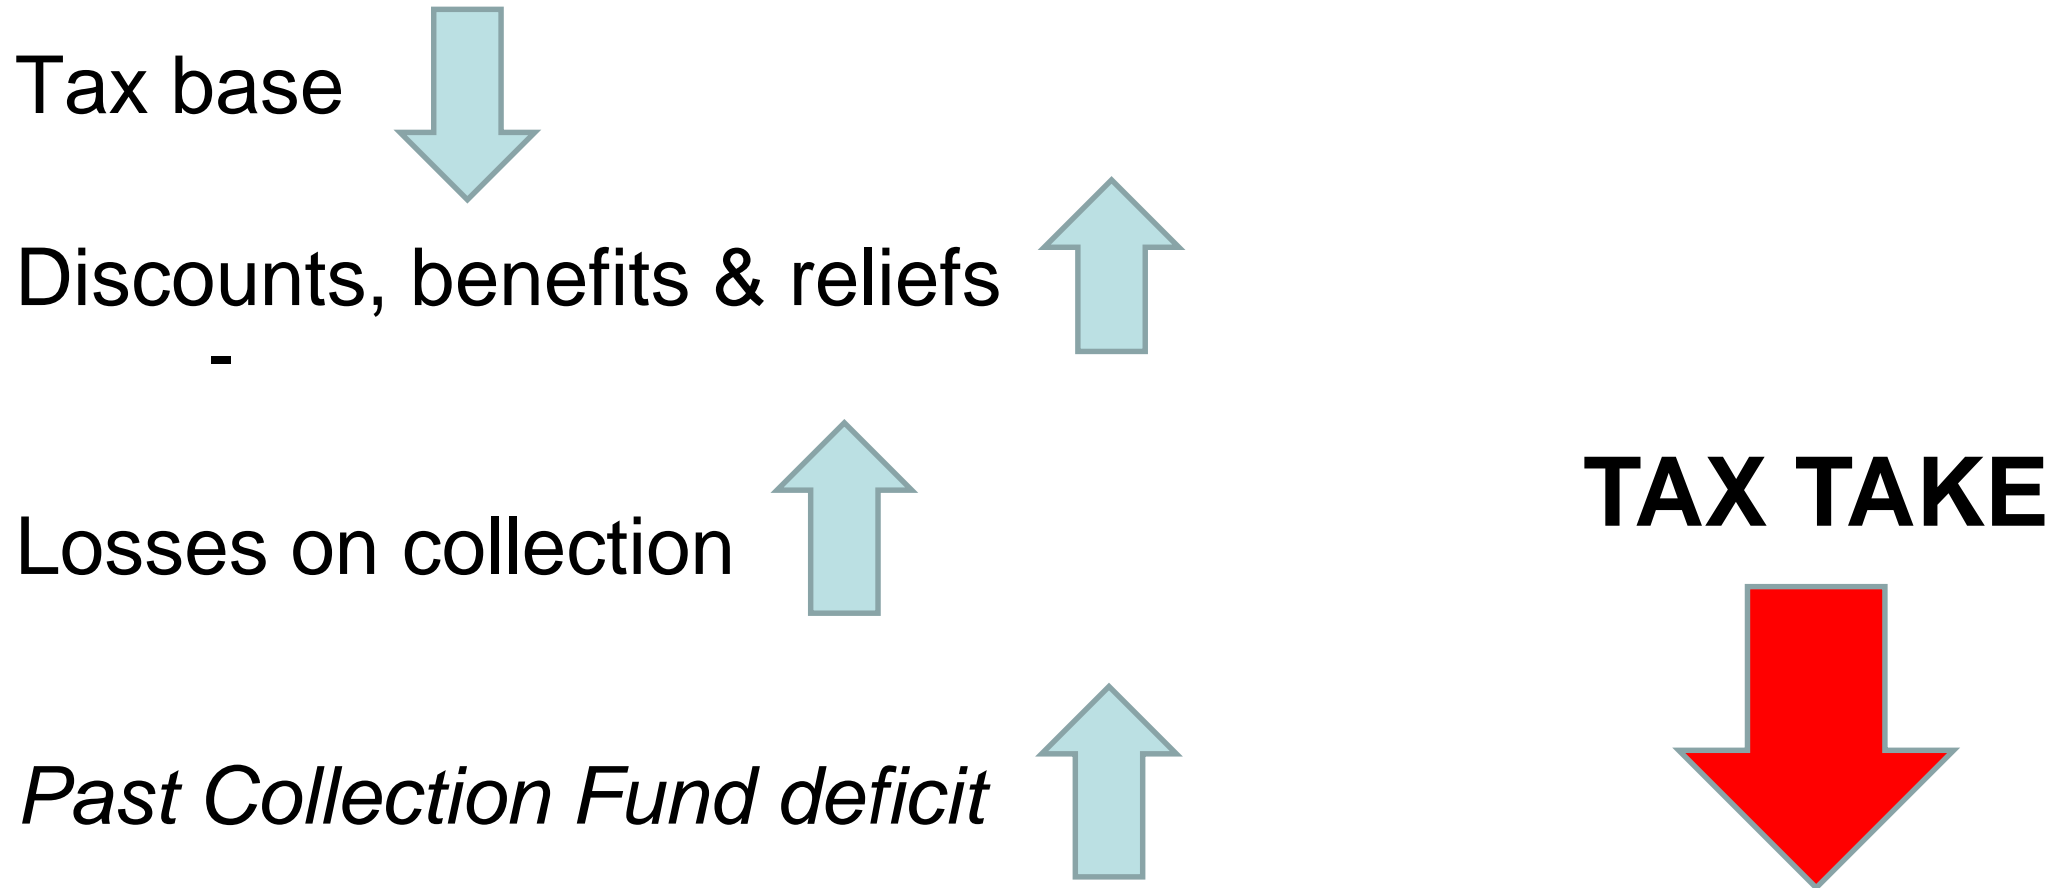 Tax base
Discounts, benefits & reliefs
-
Losses on collection
TAX TAKE
Past Collection Fund deficit